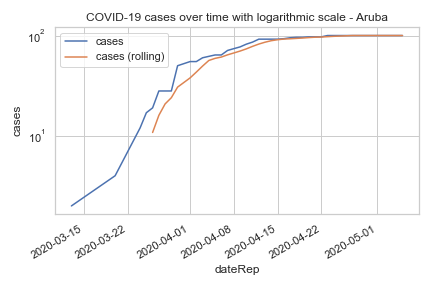 COVID-19 cases over time with logarithmic scale - Aruba
cases
cases (rolling)
10²
10¹
cases
2020-03-15
2020-03-22
2020-04-01
2020-04-08
2020-04-15
2020-04-22
2020-05-01
dateRep